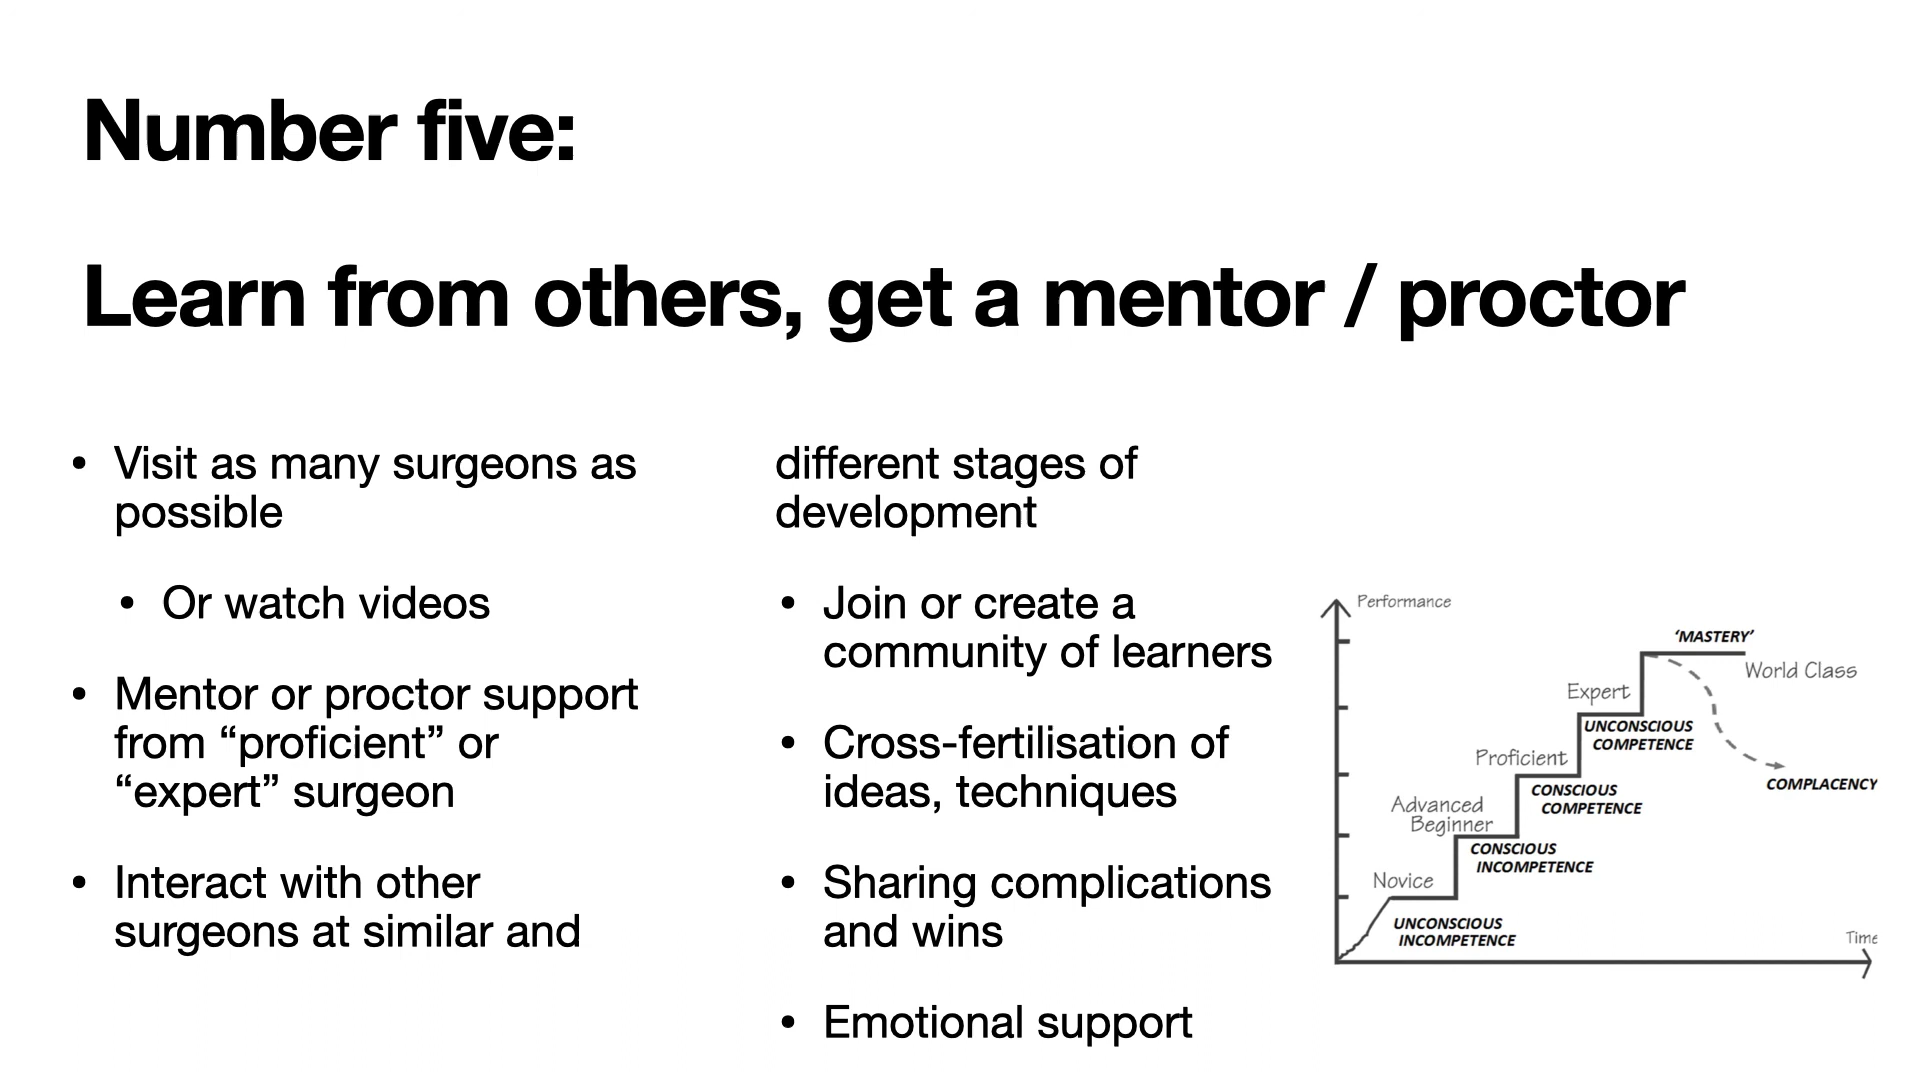 Number five:
Learn from others, get a mentor / proctor
• Visit as many surgeons as
possible
• Or watch videos
• Mentor or proctor support
from “proficient” or
“expert” surgeon
• Interact with other
surgeons at similar and
different stages of
development
• Join or create a
community of learners
• Cross-fertilisation of
ideas, techniques
• Sharing complications
and wins
• Emotional support
Performance
‘MASTERY’
World Class
Expert
UNCONSCIOUS
COMPETENCE
Proficient
COMPLACENCY
CONSCIOUS
COMPETENCE
Advanced
Beginner
CONSCIOUS
INCOMPETENCE
Novice
UNCONSCIOUS
INCOMPETENCE
Time